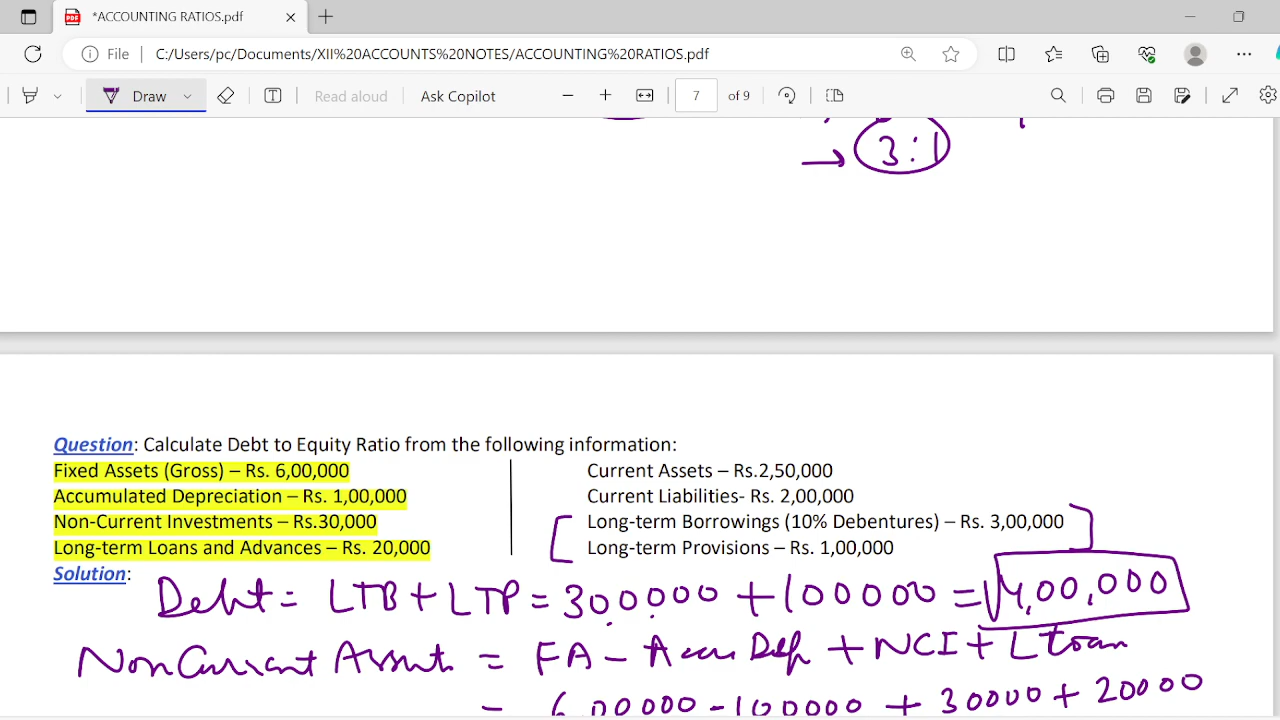 *ACCOUNTING RATIOS.pdf
File C:/Users/pc/Documents/XII%20ACCOUNTS%20NOTES/ACCOUNTING%20RATIOS.pdf
Draw Read aloud Ask Copilot 7 of 9
→ 3:1
Question: Calculate Debt to Equity Ratio from the following information:
Fixed Assets (Gross) – Rs. 6,00,000 Current Assets – Rs.2,50,000
Accumulated Depreciation – Rs. 1,00,000 Current Liabilities- Rs. 2,00,000
Non-Current Investments – Rs.30,000 Long-term Borrowings (10% Debentures) – Rs. 3,00,000
Long-term Loans and Advances – Rs. 20,000 Long-term Provisions – Rs. 1,00,000
Solution:
Debt = LTB + LTP = 300000 + 100000 = 4,00,000
Non Current Assets = FA - Accu Dep + NCI + L T loan
= 600000 - 100000 + 30000 + 20000